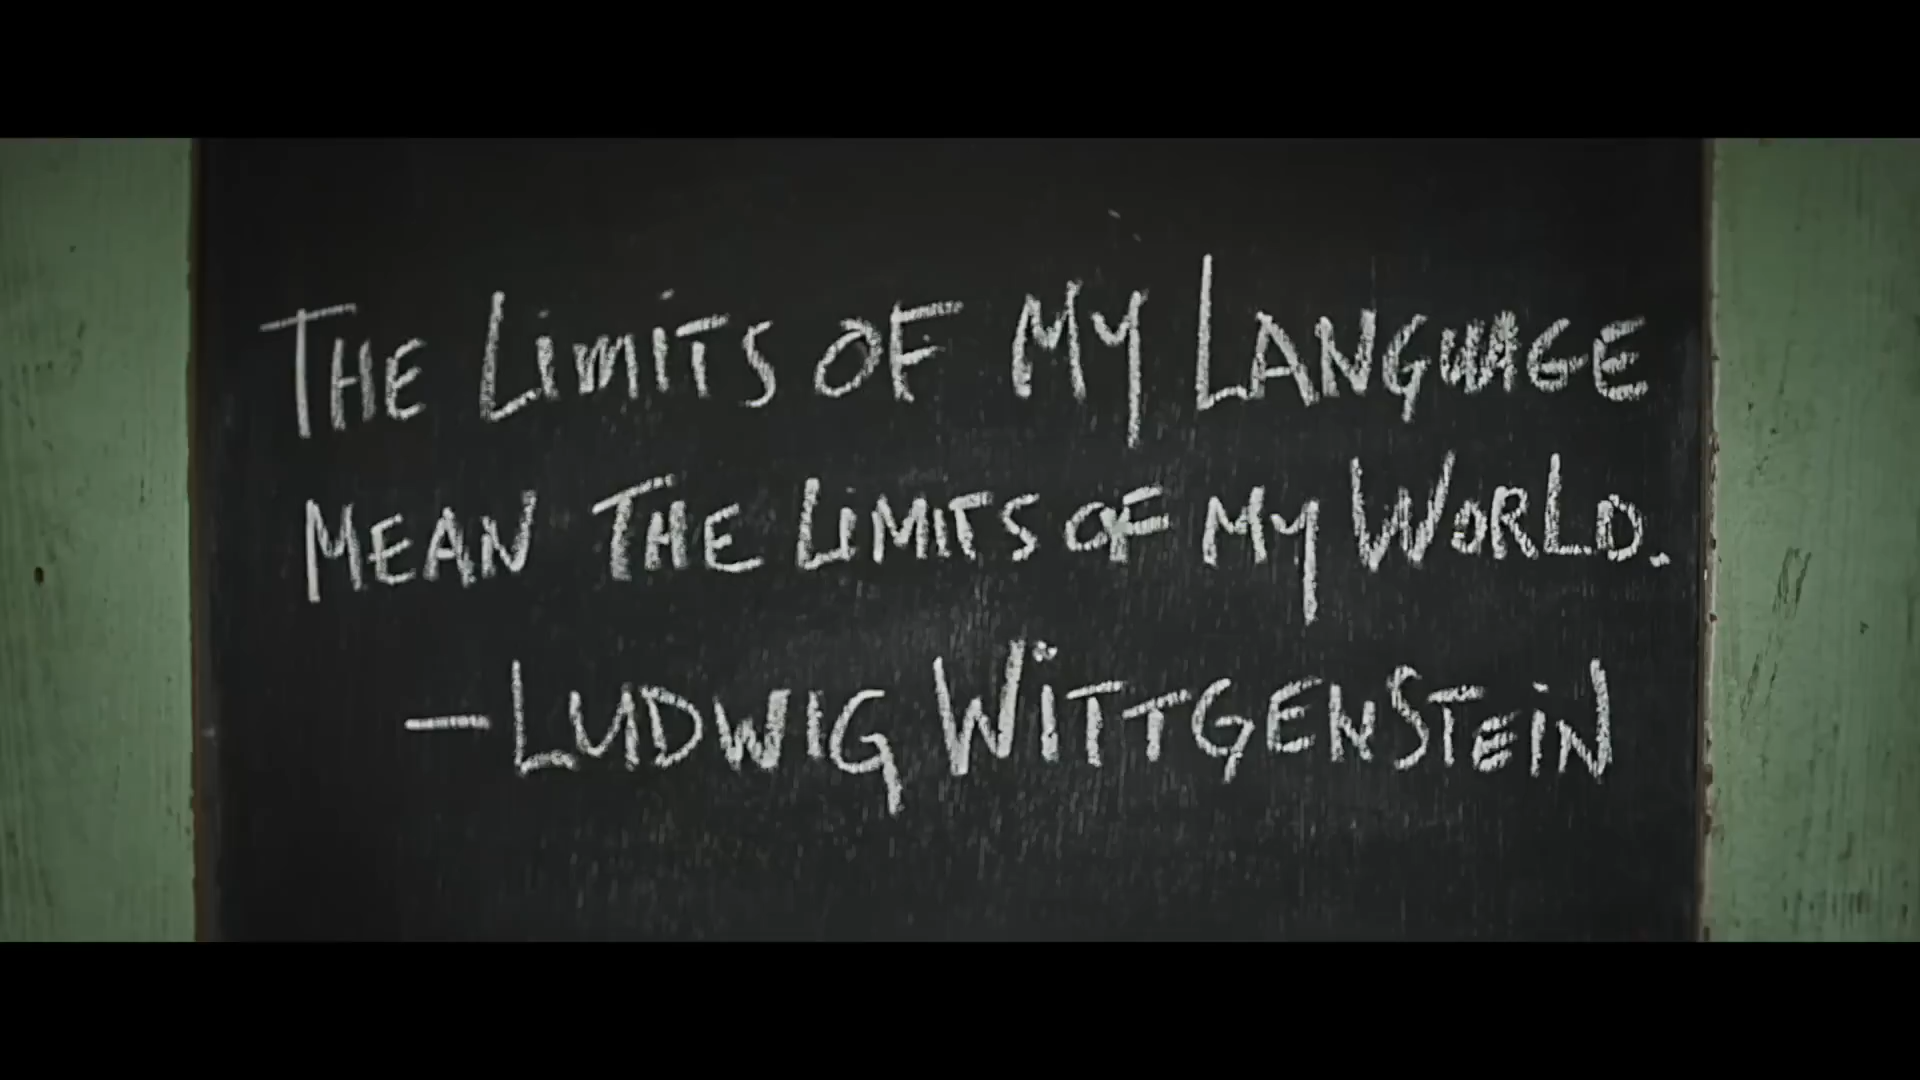 THE LIMITS OF MY LANGUAGE
MEAN THE LIMITS OF MY WORLD.
- LUDWIG WITTGENSTEIN